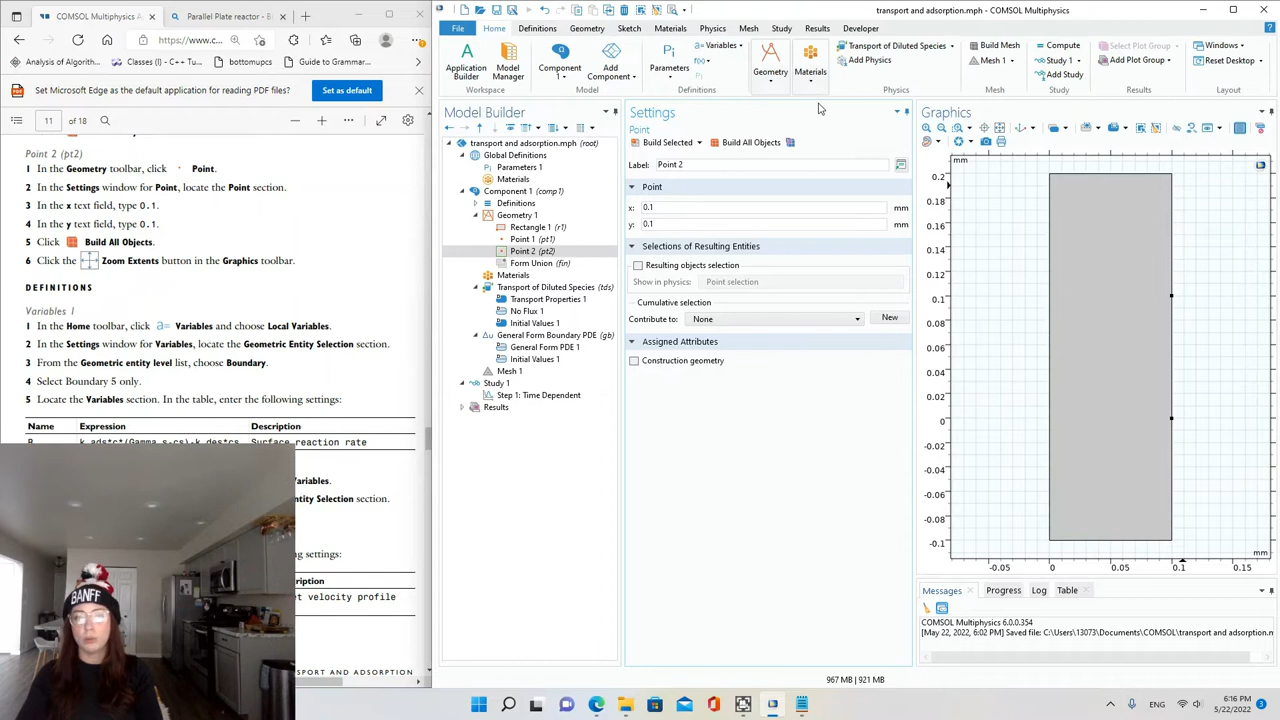 COMSOL Multiphysics
Parallel Plate reactor - B
https://www.c...
Analysis of Algorith...
Classes (I) - C++ Tu...
bottomupcs
Guide to Grammar...
Set Microsoft Edge as the default application for reading PDF files?
Set as default
11
of 18
Point 2 (pt2)
1 In the Geometry toolbar, click Point.
2 In the Settings window for Point, locate the Point section.
3 In the x text field, type 0.1.
4 In the y text field, type 0.1.
5 Click Build All Objects.
6 Click the Zoom Extents button in the Graphics toolbar.
DEFINITIONS
Variables 1
1 In the Home toolbar, click a= Variables and choose Local Variables.
2 In the Settings window for Variables, locate the Geometric Entity Selection section.
3 From the Geometric entity level list, choose Boundary.
4 Select Boundary 5 only.
5 Locate the Variables section. In the table, enter the following settings:
Name Expression Description
R k_ads*c*(Gamma_s-cs)-k_des*cs Surface reaction rate
riables.
ntity Selection section.
ng settings:
ription
et velocity profile
SPORT AND ADSORPTION
BANFF
transport and adsorption.mph - COMSOL Multiphysics
File Home Definitions Geometry Sketch Materials Physics Mesh Study Results Developer
Application Builder
Model Manager
Workspace
Component 1
Add Component
Model
Pi
Parameters
a= Variables
f(x)
Pi
Definitions
Geometry
Materials
Transport of Diluted Species
Add Physics
Physics
Build Mesh
Mesh 1
Mesh
Compute
Study 1
Add Study
Study
Select Plot Group
Add Plot Group
Results
Windows
Reset Desktop
Layout
Model Builder
transport and adsorption.mph (root)
Global Definitions
Parameters 1
Materials
Component 1 (comp1)
Definitions
Geometry 1
Rectangle 1 (r1)
Point 1 (pt1)
Point 2 (pt2)
Form Union (fin)
Materials
Transport of Diluted Species (tds)
Transport Properties 1
No Flux 1
Initial Values 1
General Form Boundary PDE (gb)
General Form PDE 1
Initial Values 1
Mesh 1
Study 1
Step 1: Time Dependent
Results
Settings
Point
Build Selected
Build All Objects
Label: Point 2
Point
x: 0.1 mm
y: 0.1 mm
Selections of Resulting Entities
Resulting objects selection
Show in physics: Point selection
Cumulative selection
Contribute to: None New
Assigned Attributes
Construction geometry
Graphics
mm
0.2
0.18
0.16
0.14
0.12
0.1
0.08
0.06
0.04
0.02
0
-0.02
-0.04
-0.06
-0.08
-0.1
mm
-0.05 0 0.05 0.1 0.15
Messages Progress Log Table
COMSOL Multiphysics 6.0.0.354
[May 22, 2022, 6:02 PM] Saved file: C:\Users\13073\Documents\COMSOL\transport and adsorption.m
967 MB | 921 MB
ENG
6:16 PM
5/22/2022
3